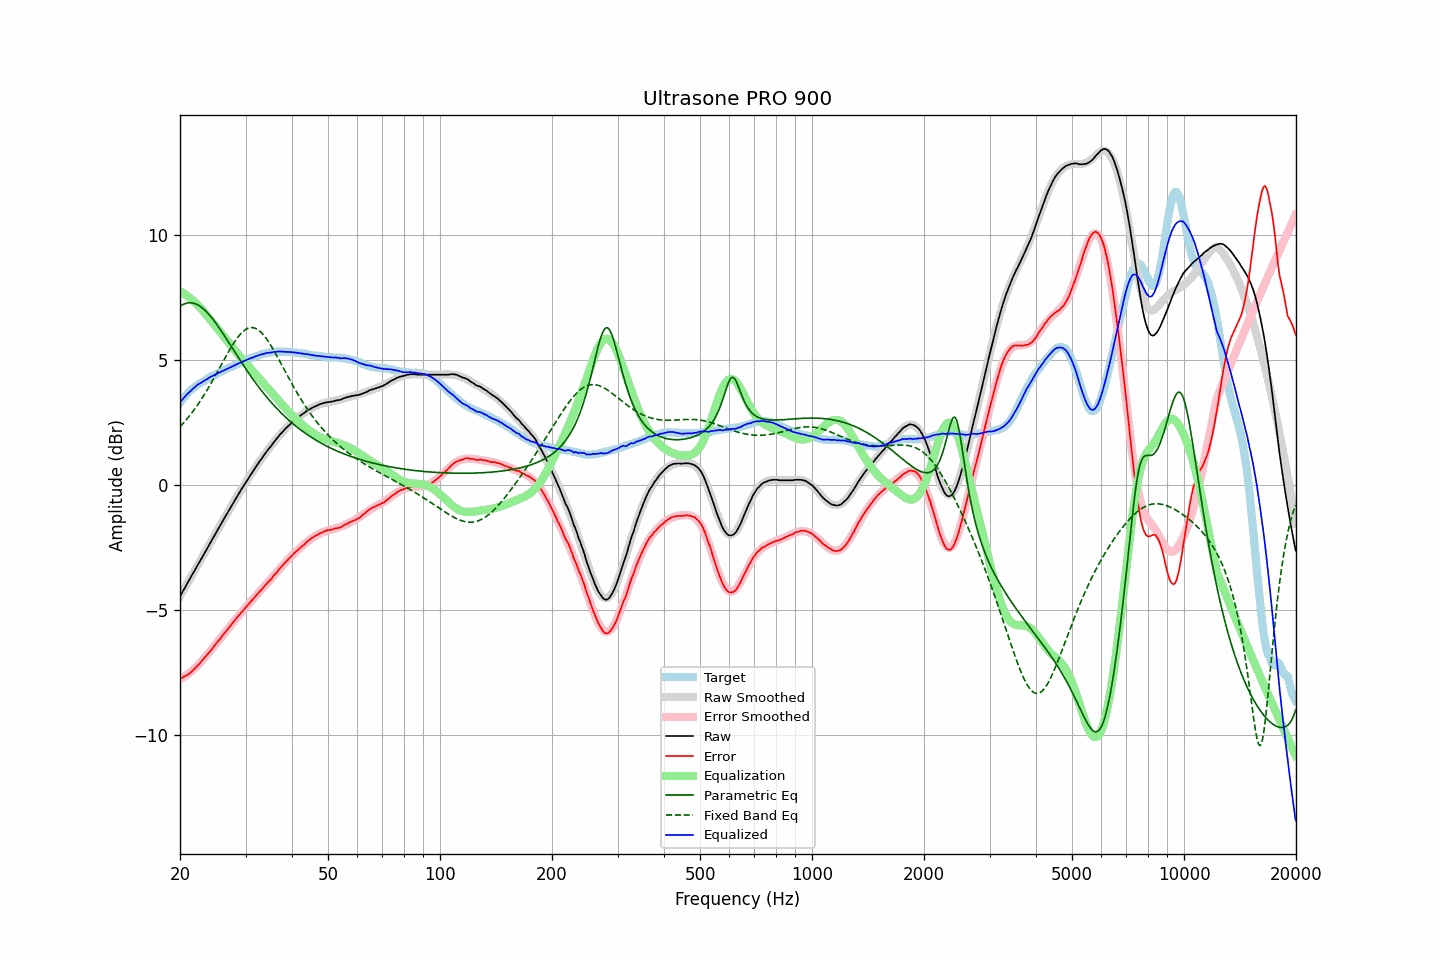 Ultrasone PRO 900
Amplitude (dBr)
10
5
0
−5
−10
Target
Raw Smoothed
Error Smoothed
Raw
Error
Equalization
Parametric Eq
Fixed Band Eq
Equalized
20 50 100 200 500 1000 2000 5000 10000 20000
Frequency (Hz)